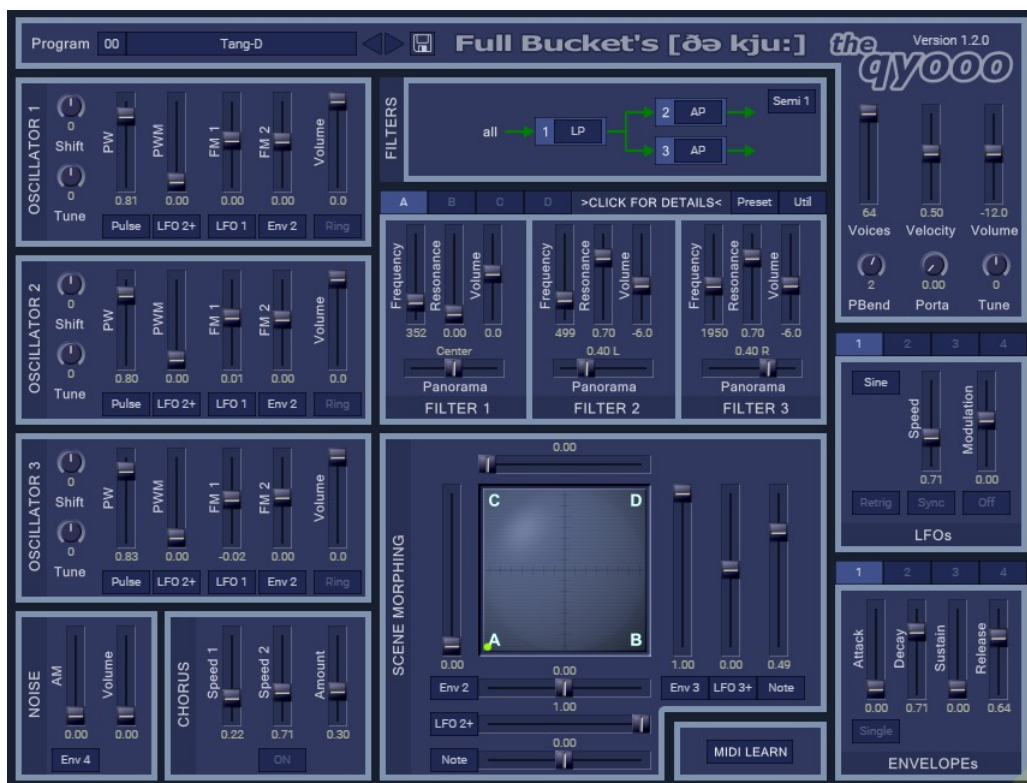 Program 00 Tang-D Full Bucket's [ðə kju:] the qyooo Version 1.2.0
OSCILLATOR 1
0
Shift
0
Tune
PW PWM FM 1 FM 2 Volume
0.81 0.00 0.00 0.00 0.0
Pulse LFO 2+ LFO 1 Env 2 Ring
OSCILLATOR 2
0
Shift
0
Tune
PW PWM FM 1 FM 2 Volume
0.80 0.00 0.01 0.00 0.0
Pulse LFO 2+ LFO 1 Env 2 Ring
OSCILLATOR 3
0
Shift
0
Tune
PW PWM FM 1 FM 2 Volume
0.83 0.00 -0.02 0.00 0.0
Pulse LFO 2+ LFO 1 Env 2 Ring
NOISE
AM Volume
0.00 0.00
Env 4
CHORUS
Speed 1 Speed 2 Amount
0.22 0.71 0.30
ON
FILTERS
all 1 LP
2 AP
3 AP
Semi 1
A B C D >CLICK FOR DETAILS< Preset Util
Frequency Resonance Volume
352 0.00 0.0
Center
Panorama
FILTER 1
Frequency Resonance Volume
499 0.70 -6.0
0.40 L
Panorama
FILTER 2
Frequency Resonance Volume
1950 0.70 -6.0
0.40 R
Panorama
FILTER 3
SCENE MORPHING
0.00
C D
A B
0.00
Env 2 0.00
LFO 2+ 1.00
Note 0.00
1.00 0.00 0.49
Env 3 LFO 3+ Note
MIDI LEARN
64 0.50 -12.0
Voices Velocity Volume
2 0.00 0
PBend Porta Tune
1 2 3 4
Sine
Speed Modulation
0.71 0.00
Retrig Sync Off
LFOs
1 2 3 4
Attack Decay Sustain Release
0.00 0.71 0.00 0.64
Single
ENVELOPEs